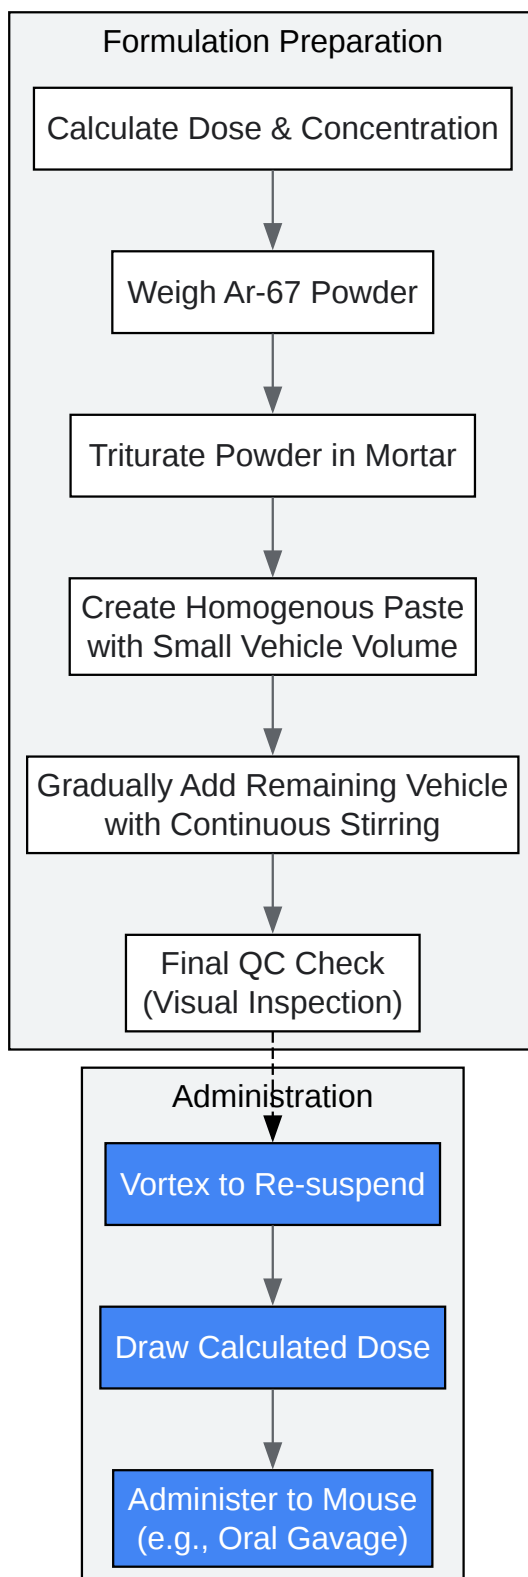 Formulation Preparation
Calculate Dose & Concentration
Weigh Ar-67 Powder
Triturate Powder in Mortar
Create Homogenous Paste
with Small Vehicle Volume
Gradually Add Remaining Vehicle
with Continuous Stirring
Final QC Check
(Visual Inspection)
Administration
Vortex to Re-suspend
Draw Calculated Dose
Administer to Mouse
(e.g., Oral Gavage)